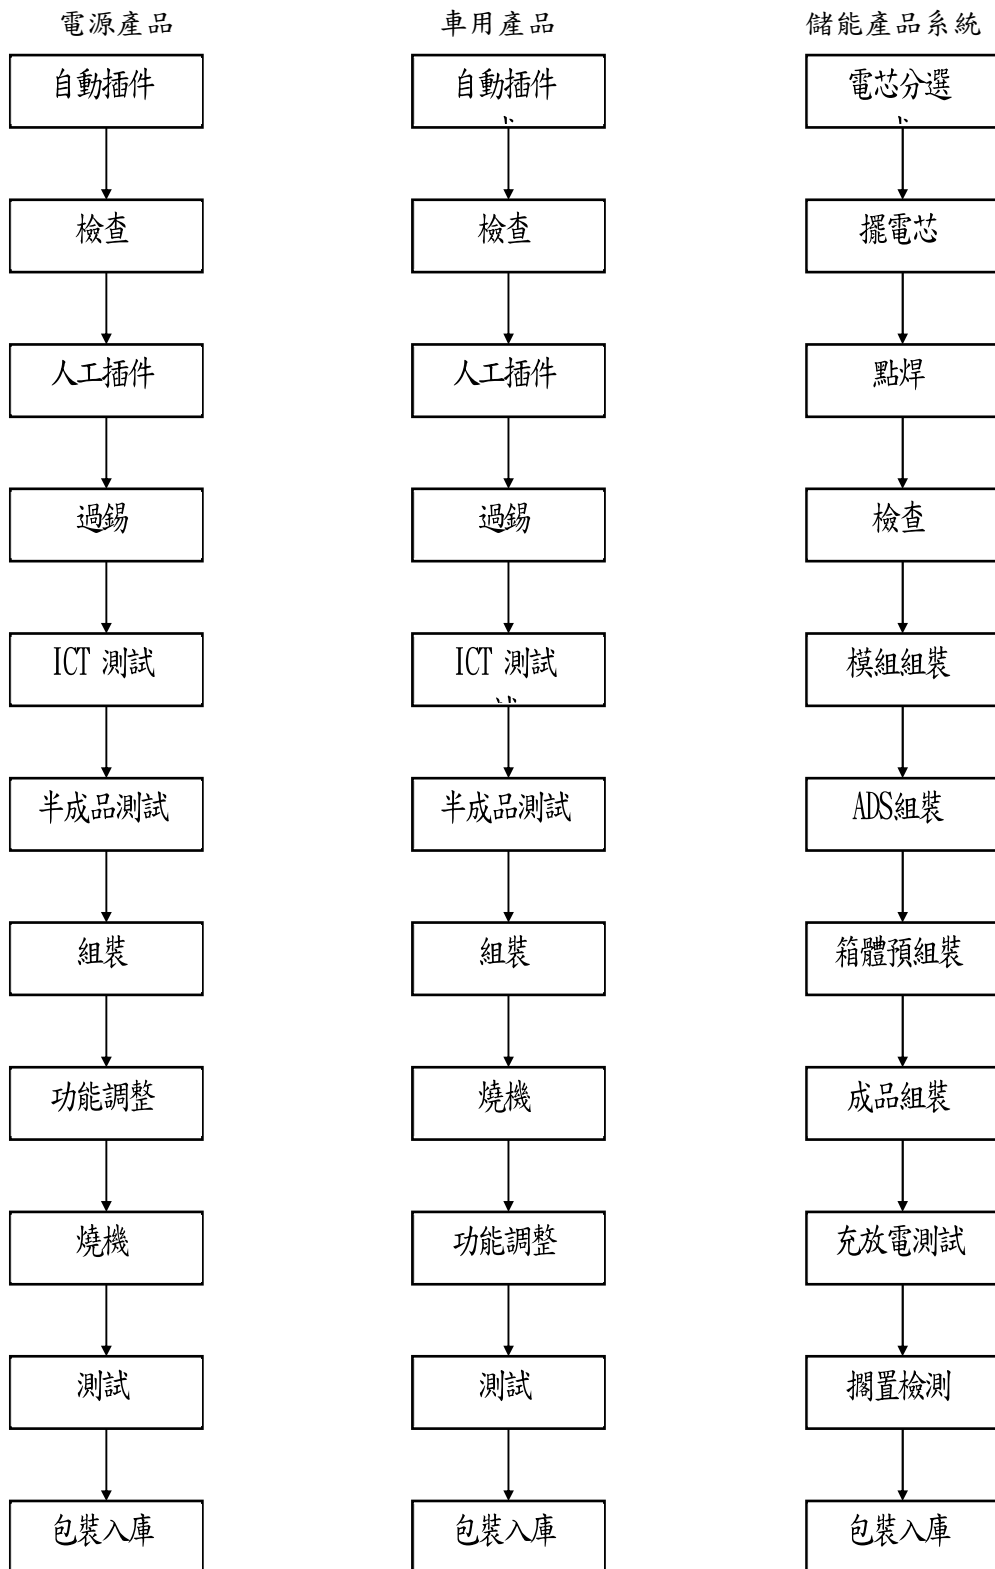 電源產品
自動插件
檢查
人工插件
過錫
ICT 測試
半成品測試
組裝
功能調整
燒機
測試
包裝入庫
車用產品
自動插件
檢查
人工插件
過錫
ICT 測試
半成品測試
組裝
燒機
功能調整
測試
包裝入庫
儲能產品系統
電芯分選
擺電芯
點焊
檢查
模組組裝
ADS組裝
箱體預組裝
成品組裝
充放電測試
擱置檢測
包裝入庫